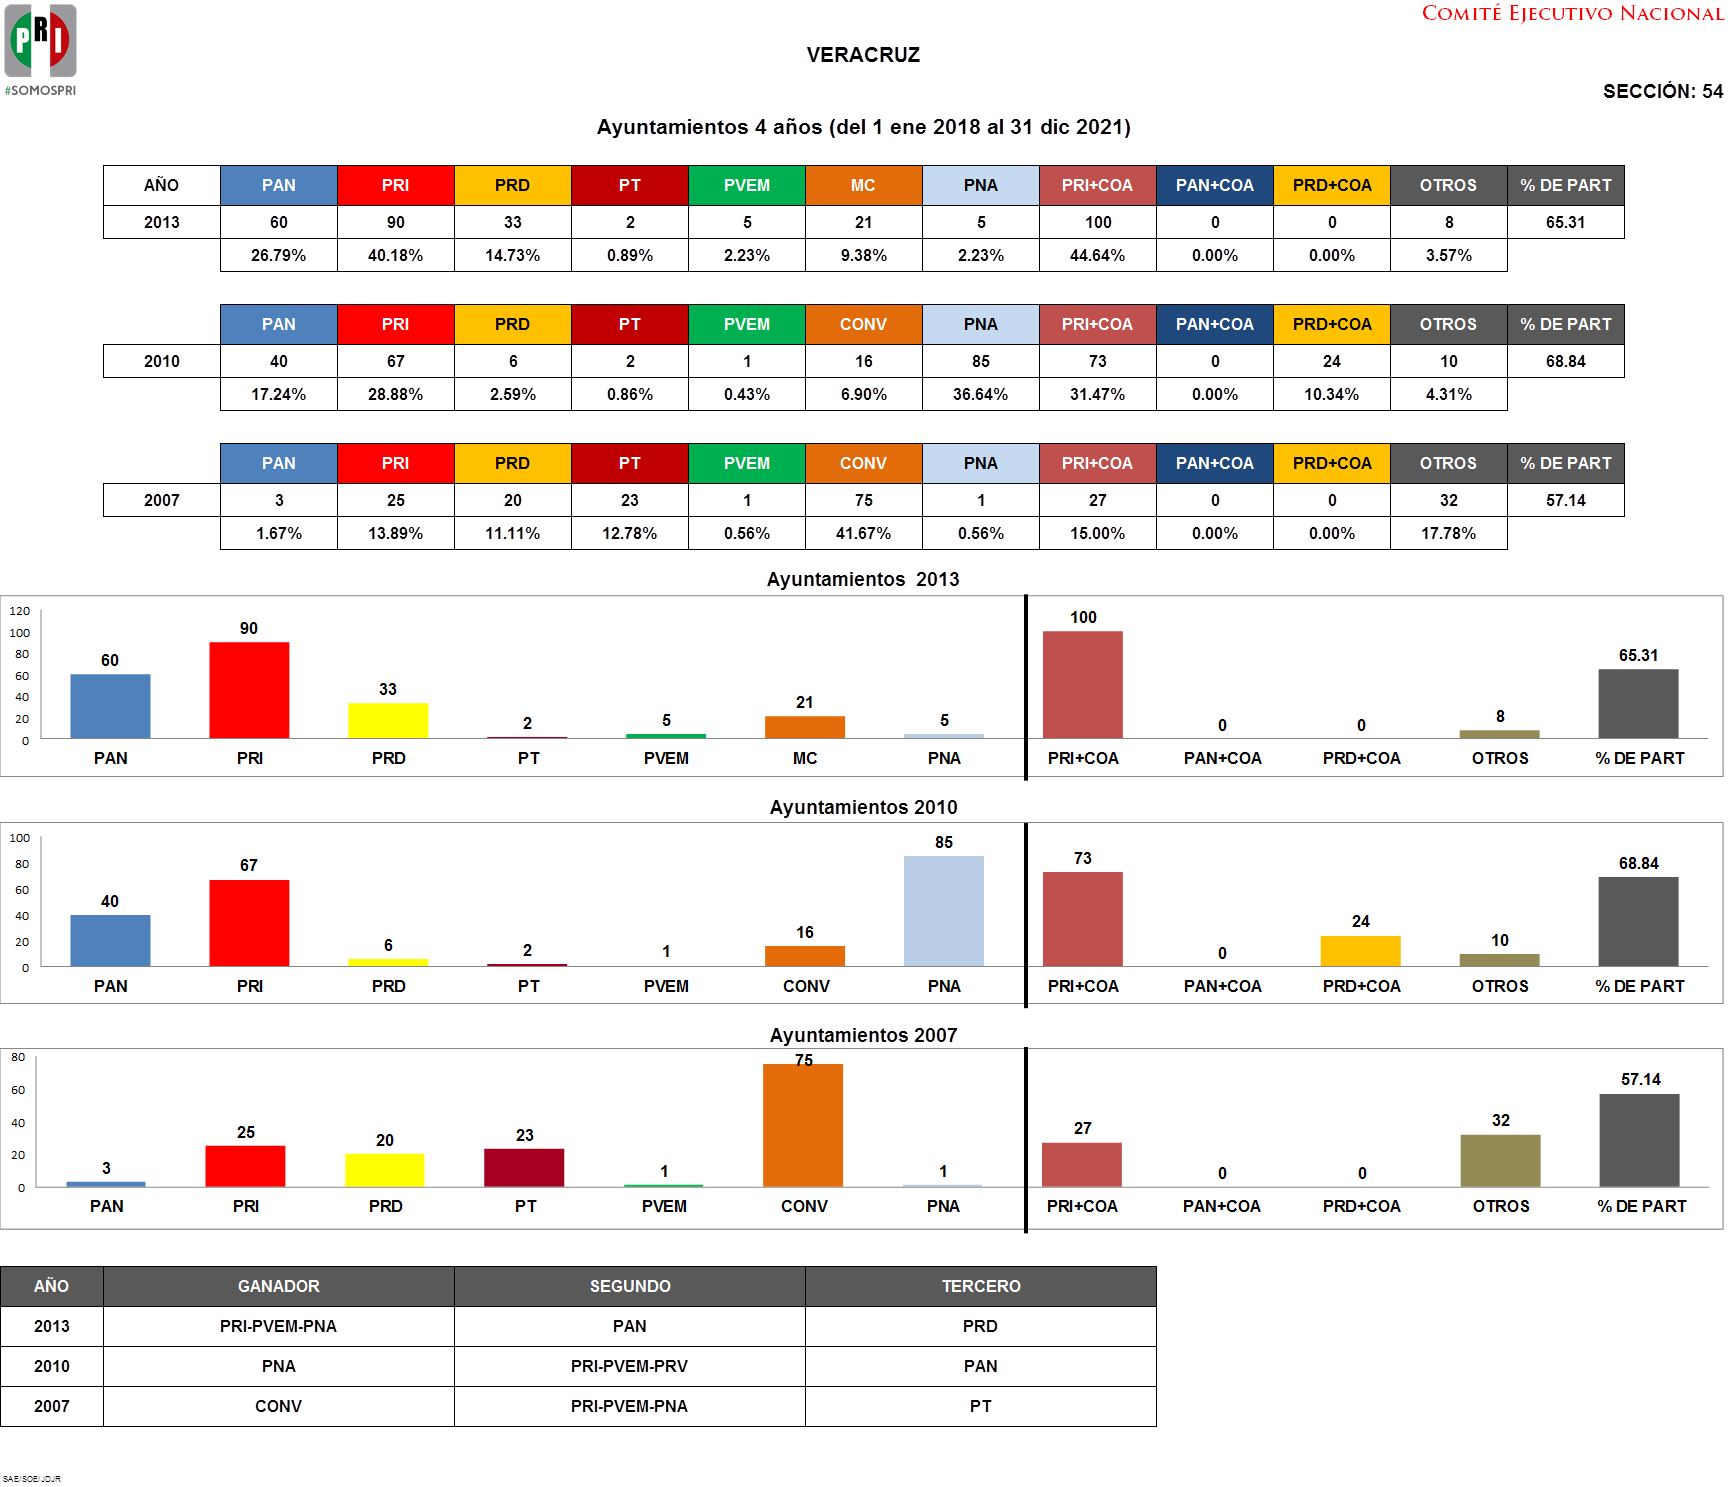 COMITÉ EJECUTIVO NACIONAL
PRI
#SOMOSPRI
VERACRUZ
SECCIÓN: 54
Ayuntamientos 4 años (del 1 ene 2018 al 31 dic 2021)
AÑO PAN PRI PRD PT PVEM MC PNA PRI+COA PAN+COA PRD+COA OTROS % DE PART
2013 60 90 33 2 5 21 5 100 0 0 8 65.31
26.79% 40.18% 14.73% 0.89% 2.23% 9.38% 2.23% 44.64% 0.00% 0.00% 3.57%
PAN PRI PRD PT PVEM CONV PNA PRI+COA PAN+COA PRD+COA OTROS % DE PART
2010 40 67 6 2 1 16 85 73 0 24 10 68.84
17.24% 28.88% 2.59% 0.86% 0.43% 6.90% 36.64% 31.47% 0.00% 10.34% 4.31%
PAN PRI PRD PT PVEM CONV PNA PRI+COA PAN+COA PRD+COA OTROS % DE PART
2007 3 25 20 23 1 75 1 27 0 0 32 57.14
1.67% 13.89% 11.11% 12.78% 0.56% 41.67% 0.56% 15.00% 0.00% 0.00% 17.78%
Ayuntamientos 2013
120
100
80
60
40
20
0
60 90 33 2 5 21 5 100 0 0 8 65.31
PAN PRI PRD PT PVEM MC PNA PRI+COA PAN+COA PRD+COA OTROS % DE PART
Ayuntamientos 2010
100
80
60
40
20
0
40 67 6 2 1 16 85 73 0 24 10 68.84
PAN PRI PRD PT PVEM CONV PNA PRI+COA PAN+COA PRD+COA OTROS % DE PART
Ayuntamientos 2007
80
60
40
20
0
3 25 20 23 1 75 1 27 0 0 32 57.14
PAN PRI PRD PT PVEM CONV PNA PRI+COA PAN+COA PRD+COA OTROS % DE PART
AÑO GANADOR SEGUNDO TERCERO
2013 PRI-PVEM-PNA PAN PRD
2010 PNA PRI-PVEM-PRV PAN
2007 CONV PRI-PVEM-PNA PT
SAE/SOE/JDJR